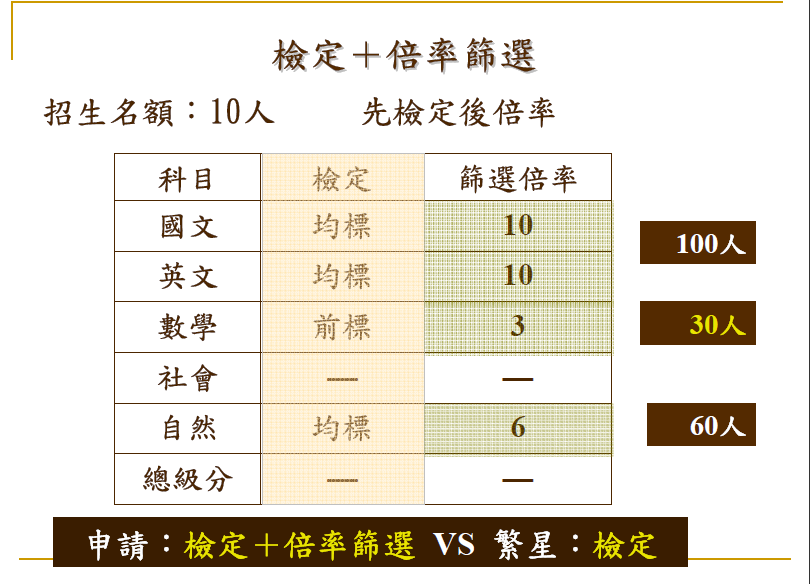 檢定＋倍率篩選
招生名額：10人 先檢定後倍率
科目 檢定 篩選倍率
國文 均標 10
100人
英文 均標 10
數學 前標 3 30人
社會 — —
自然 均標 6 60人
總級分 — —
申請：檢定＋倍率篩選 VS 繁星：檢定